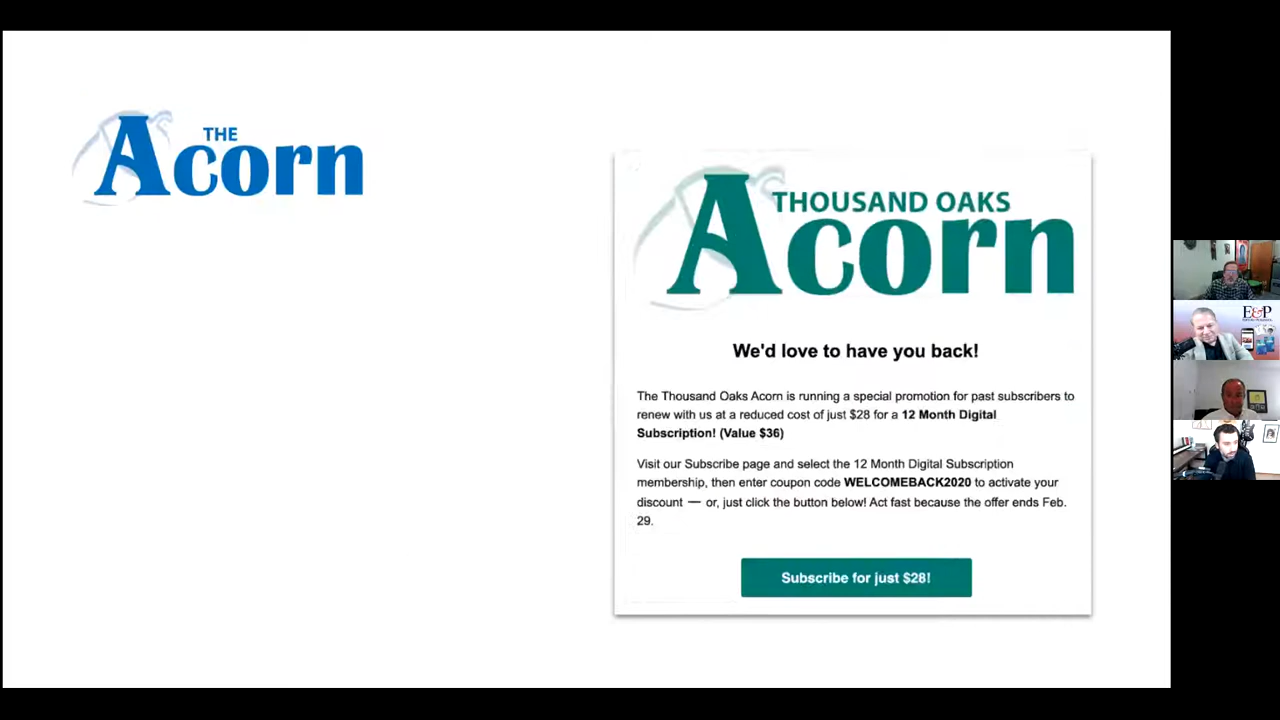 THE
Acorn
THOUSAND OAKS
Acorn
We'd love to have you back!
The Thousand Oaks Acorn is running a special promotion for past subscribers to
renew with us at a reduced cost of just $28 for a 12 Month Digital
Subscription! (Value $36)
Visit our Subscribe page and select the 12 Month Digital Subscription
membership, then enter coupon code WELCOMEBACK2020 to activate your
discount — or, just click the button below! Act fast because the offer ends Feb.
29.
Subscribe for just $28!
E&P